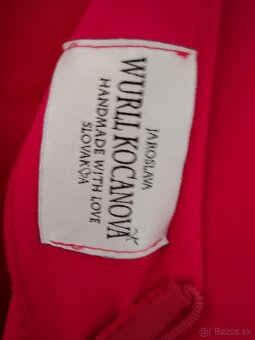 JAROSLAVA
WURLL KOCANOVÁ
HANDMADE WITH LOVE
SLOVAKIA
Bazos.sk